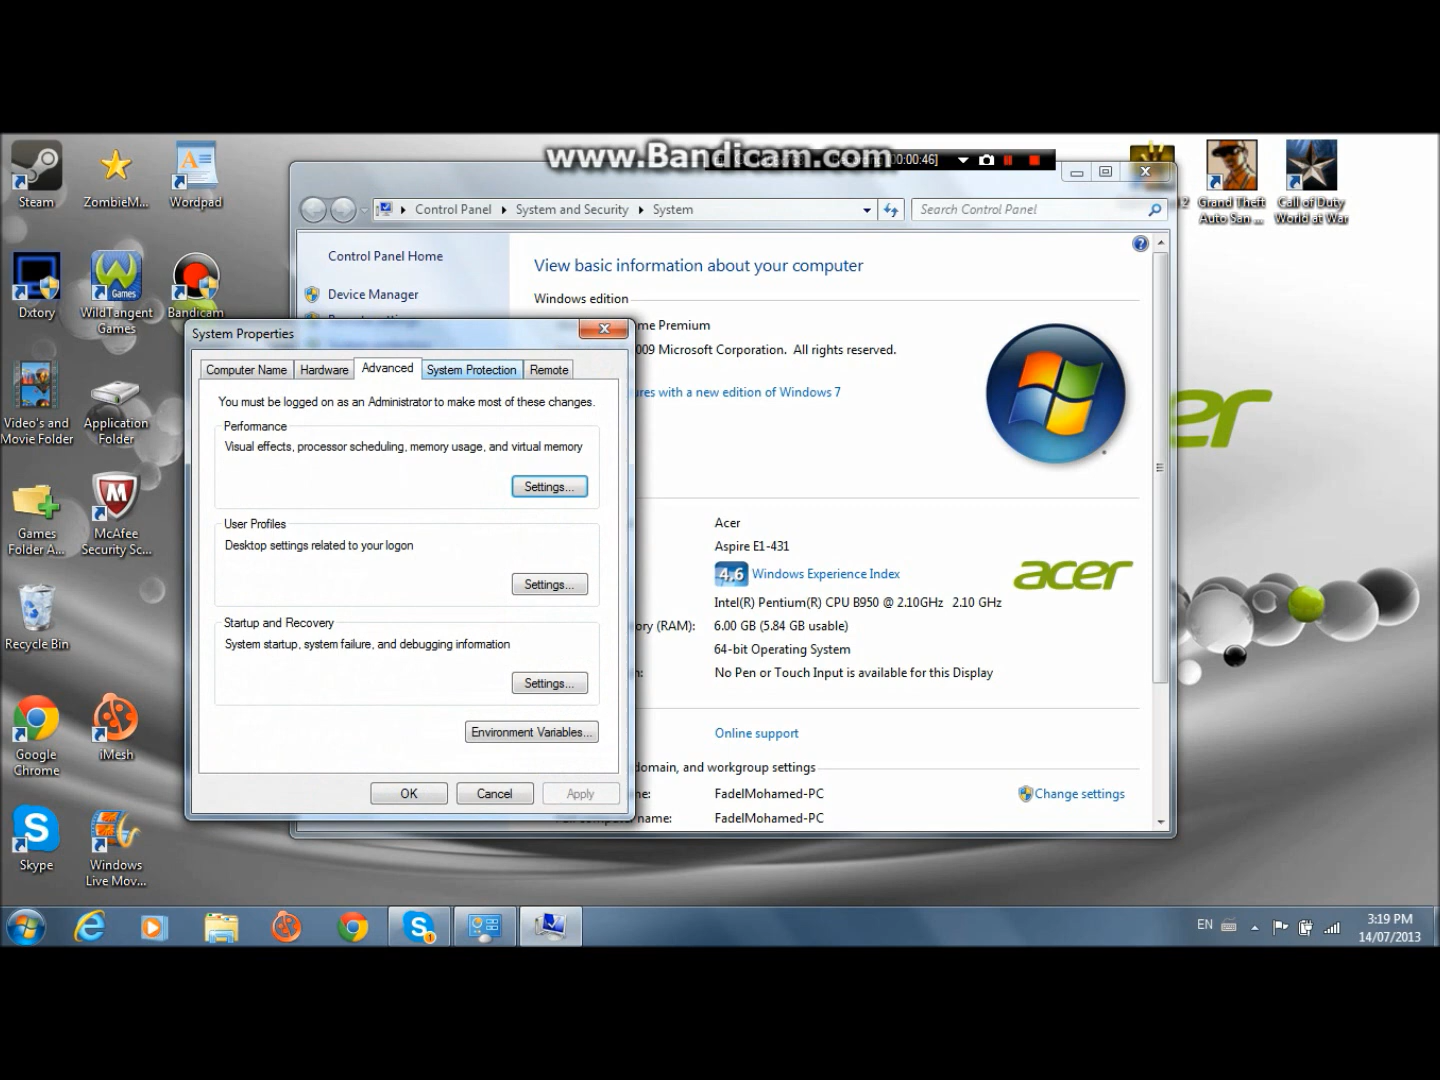 www.Bandicam.com
[00:00:46]
Steam
ZombieM...
Wordpad
Grand Theft
Auto San ...
Call of Duty
World at War
Control Panel
System and Security
System
Search Control Panel
Dxtory
WildTangent
Games
Bandicam
Control Panel Home
Device Manager
View basic information about your computer
Windows edition
me Premium
009 Microsoft Corporation. All rights reserved.
ures with a new edition of Windows 7
acer
System Properties
Computer Name
Hardware
Advanced
System Protection
Remote
You must be logged on as an Administrator to make most of these changes.
Performance
Visual effects, processor scheduling, memory usage, and virtual memory
Settings...
User Profiles
Desktop settings related to your logon
Settings...
Startup and Recovery
System startup, system failure, and debugging information
Settings...
Environment Variables...
OK
Cancel
Apply
Video's and
Movie Folder
Application
Folder
Games
Folder A...
McAfee
Security Sc...
Recycle Bin
Google
Chrome
iMesh
Skype
Windows
Live Mov...
Acer
Aspire E1-431
4,6 Windows Experience Index
Intel(R) Pentium(R) CPU B950 @ 2.10GHz 2.10 GHz
ory (RAM): 6.00 GB (5.84 GB usable)
64-bit Operating System
No Pen or Touch Input is available for this Display
acer
Online support
domain, and workgroup settings
me: FadelMohamed-PC
Change settings
name: FadelMohamed-PC
EN
3:19 PM
14/07/2013